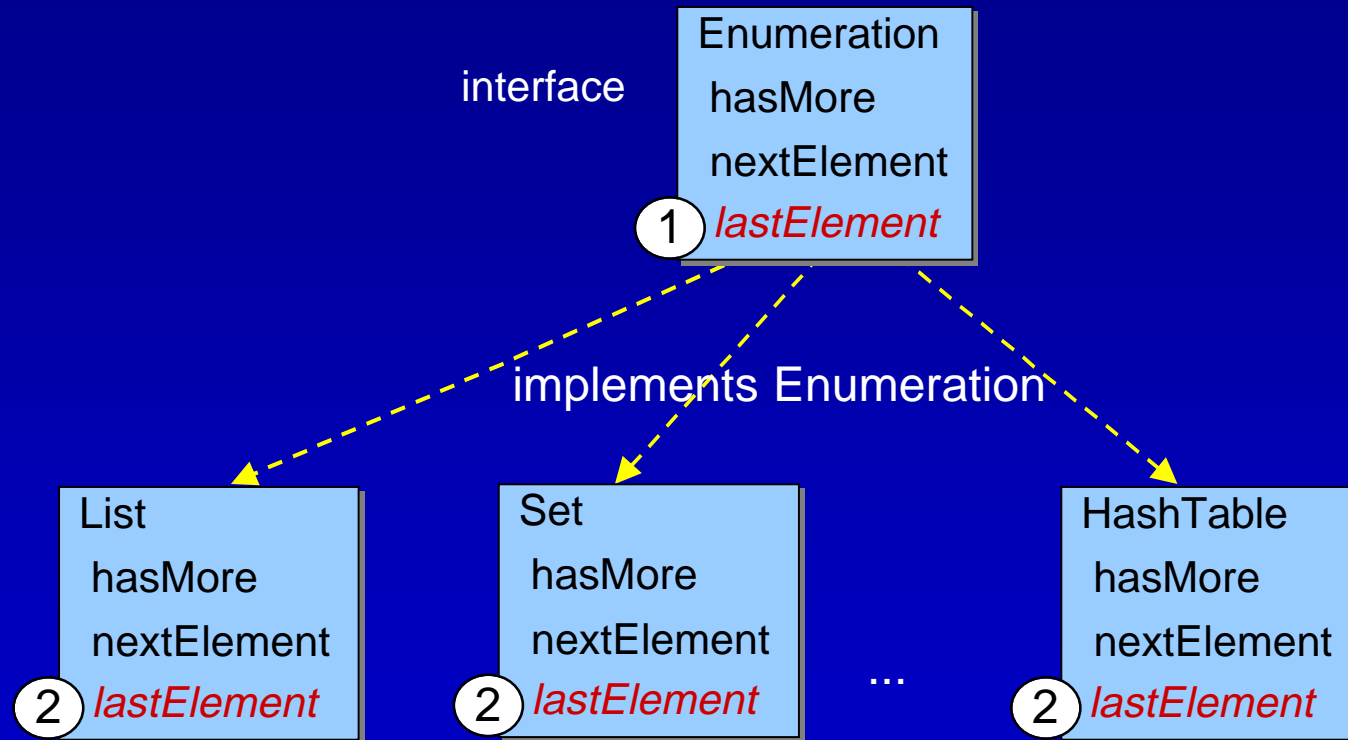 interface
Enumeration
hasMore
nextElement
1 lastElement
implements Enumeration
List
hasMore
nextElement
2 lastElement
Set
hasMore
nextElement
2 lastElement
...
HashTable
hasMore
nextElement
2 lastElement